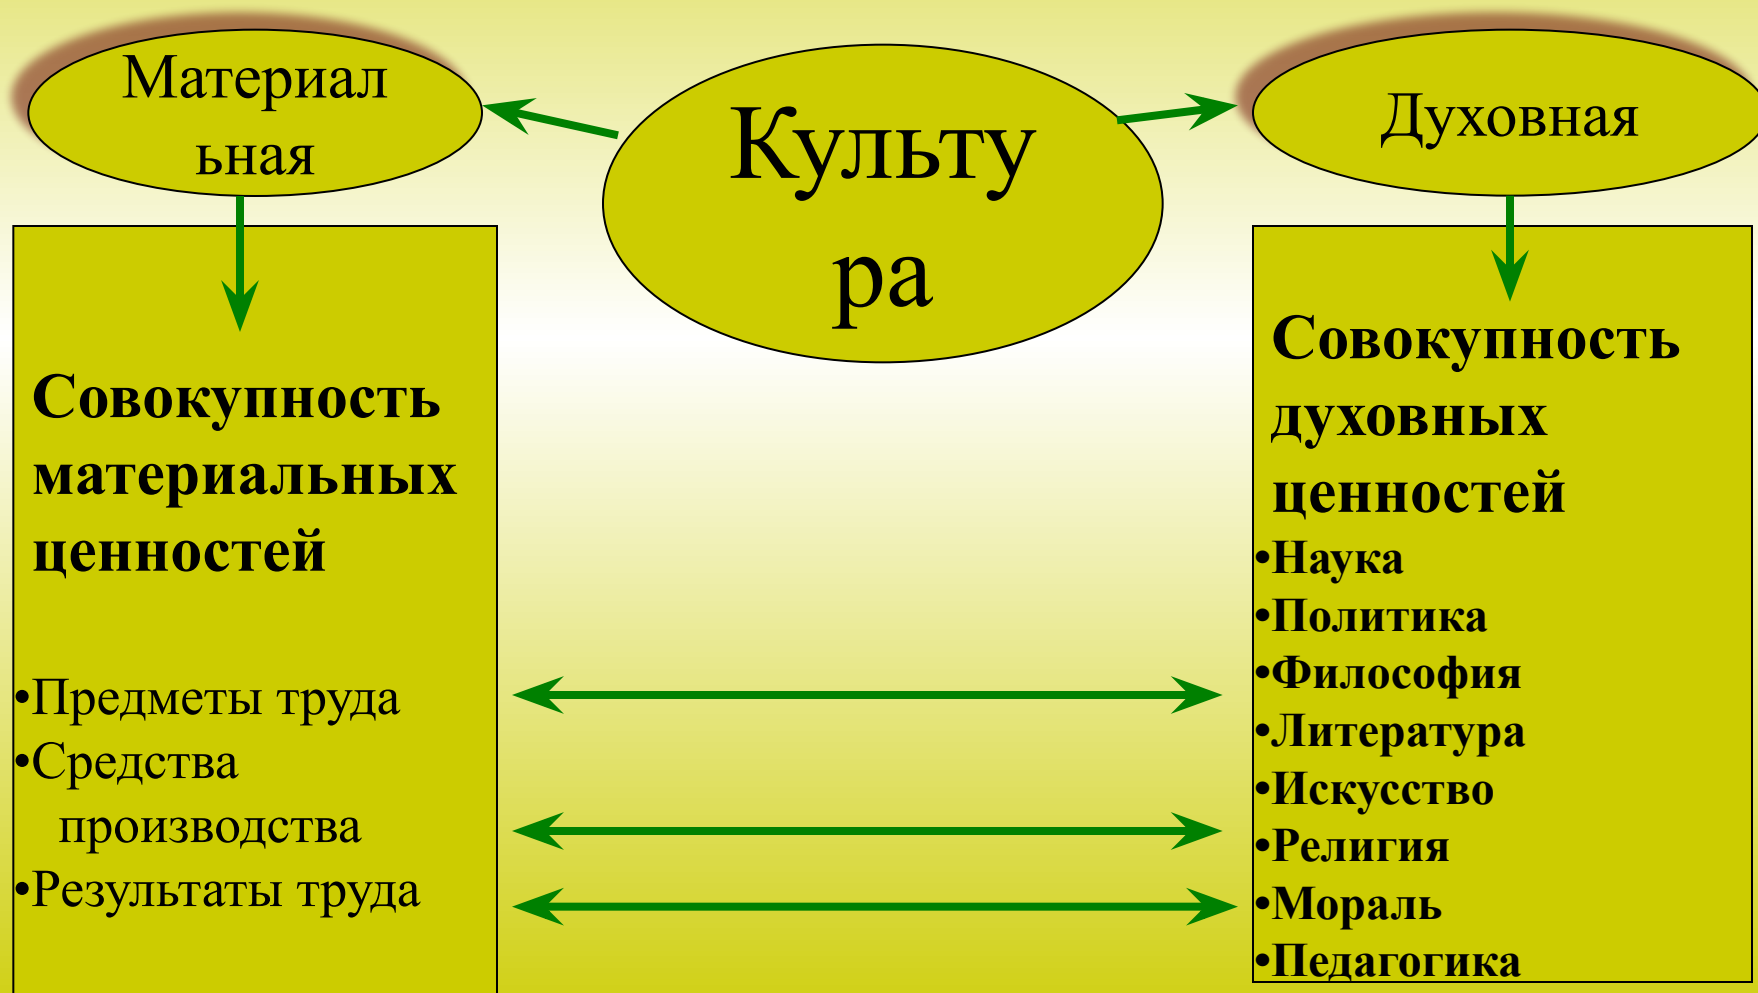 Материал
ьная
Культу
ра
Духовная
Совокупность
материальных
ценностей
•Предметы труда
•Средства
производства
•Результаты труда
Совокупность
духовных
ценностей
•Наука
•Политика
•Философия
•Литература
•Искусство
•Религия
•Мораль
•Педагогика